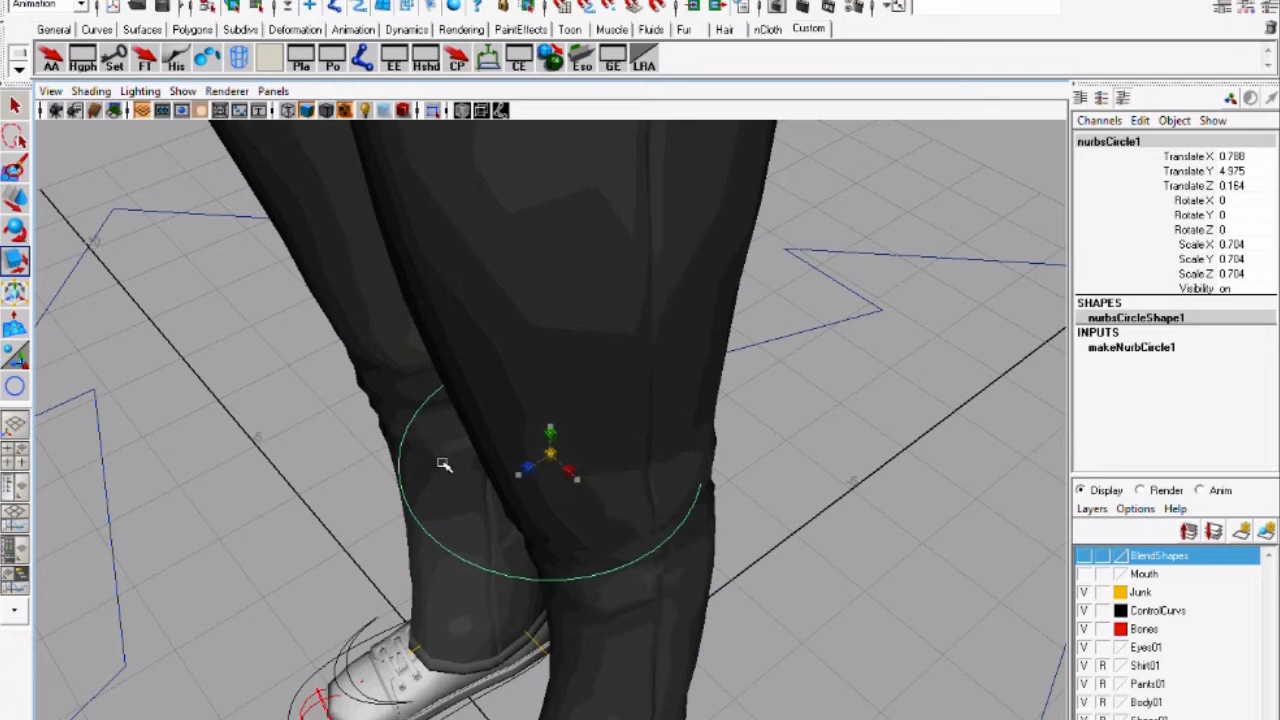 Animation
General Curves Surfaces Polygons Subdivs Deformation Animation Dynamics Rendering PaintEffects Toon Muscle Fluids Fur Hair nCloth Custom
AA Hgph Set FT His Pla Po EE Hshd CP CE Eso GE LRA
View Shading Lighting Show Renderer Panels
Channels Edit Object Show
nurbsCircle1
Translate X 0.788
Translate Y 4.975
Translate Z 0.164
Rotate X 0
Rotate Y 0
Rotate Z 0
Scale X 0.704
Scale Y 0.704
Scale Z 0.704
Visibility on
SHAPES
nurbsCircleShape1
INPUTS
makeNurbCircle1
Display Render Anim
Layers Options Help
BlendShapes
Mouth
V Junk
V ControlCurvs
V Bones
V Eyes01
V R Shirt01
V R Pants01
V R Body01